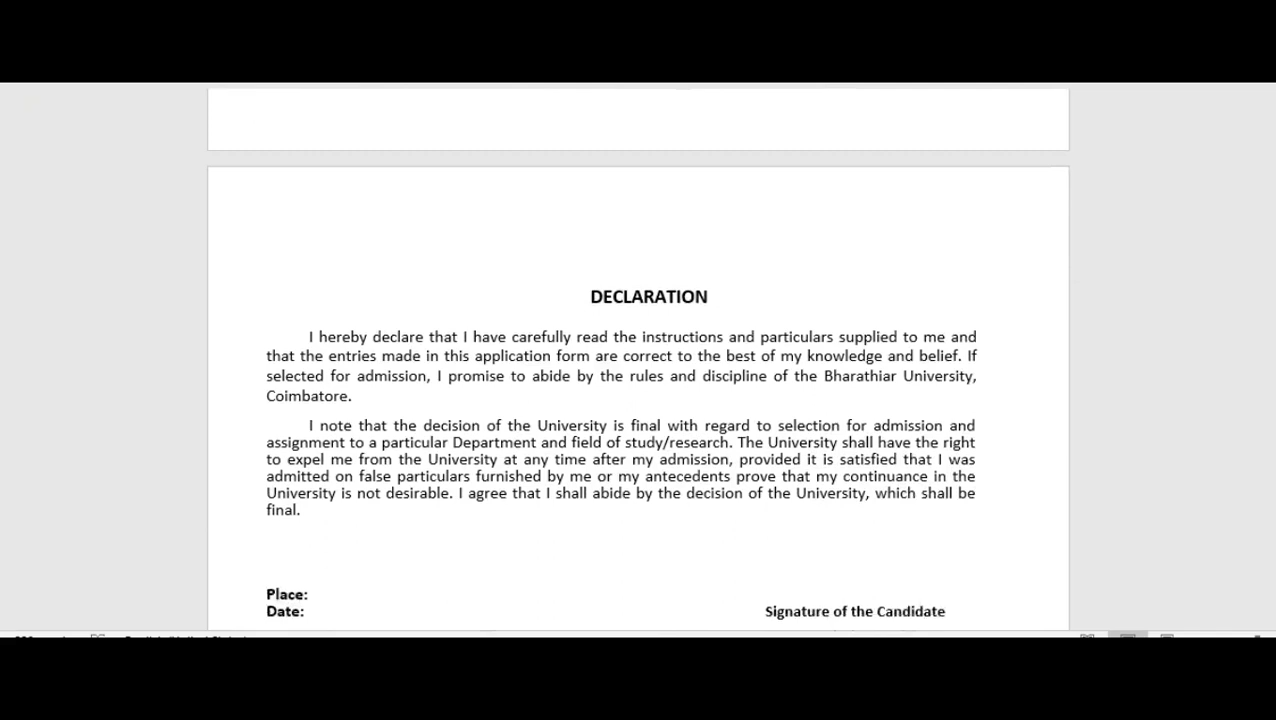 DECLARATION
I hereby declare that I have carefully read the instructions and particulars supplied to me and
that the entries made in this application form are correct to the best of my knowledge and belief. If
selected for admission, I promise to abide by the rules and discipline of the Bharathiar University,
Coimbatore.
I note that the decision of the University is final with regard to selection for admission and
assignment to a particular Department and field of study/research. The University shall have the right
to expel me from the University at any time after my admission, provided it is satisfied that I was
admitted on false particulars furnished by me or my antecedents prove that my continuance in the
University is not desirable. I agree that I shall abide by the decision of the University, which shall be
final.
Place:
Date:
Signature of the Candidate